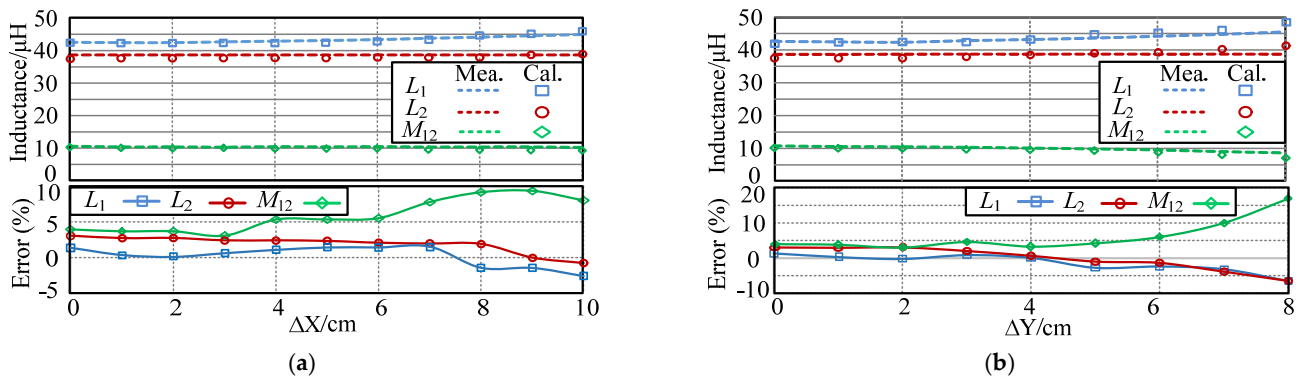 Inductance/μH
50
40
30
20
10
0
Mea. Cal.
L1
L2
M12
Error (%)
10
5
0
-5
L1 L2 M12
0 2 4 6 8 10
ΔX/cm
(a)
Inductance/μH
50
40
30
20
10
0
Mea. Cal.
L1
L2
M12
Error (%)
20
10
0
-10
L1 L2 M12
0 2 4 6 8
ΔY/cm
(b)